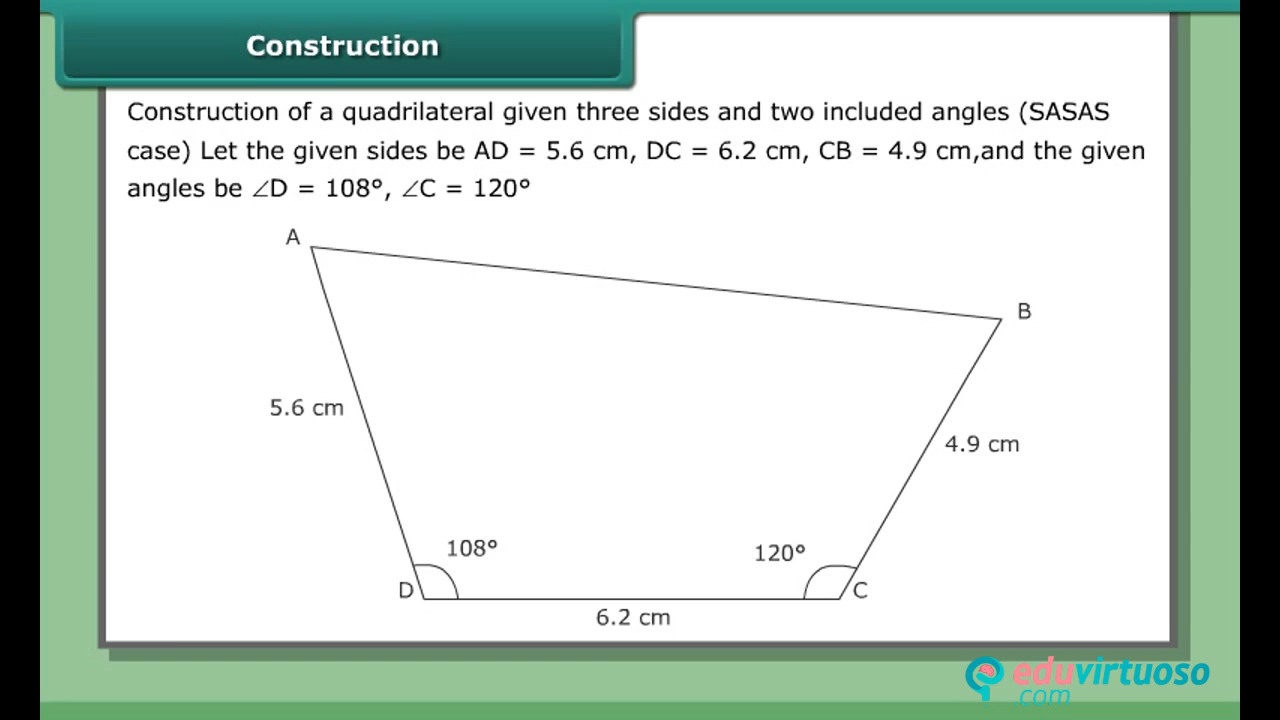 Construction
Construction of a quadrilateral given three sides and two included angles (SASAS
case) Let the given sides be AD = 5.6 cm, DC = 6.2 cm, CB = 4.9 cm,and the given
angles be ∠D = 108°, ∠C = 120°
A
B
5.6 cm
4.9 cm
108°
120°
D
C
6.2 cm
eduvirtuoso
.com